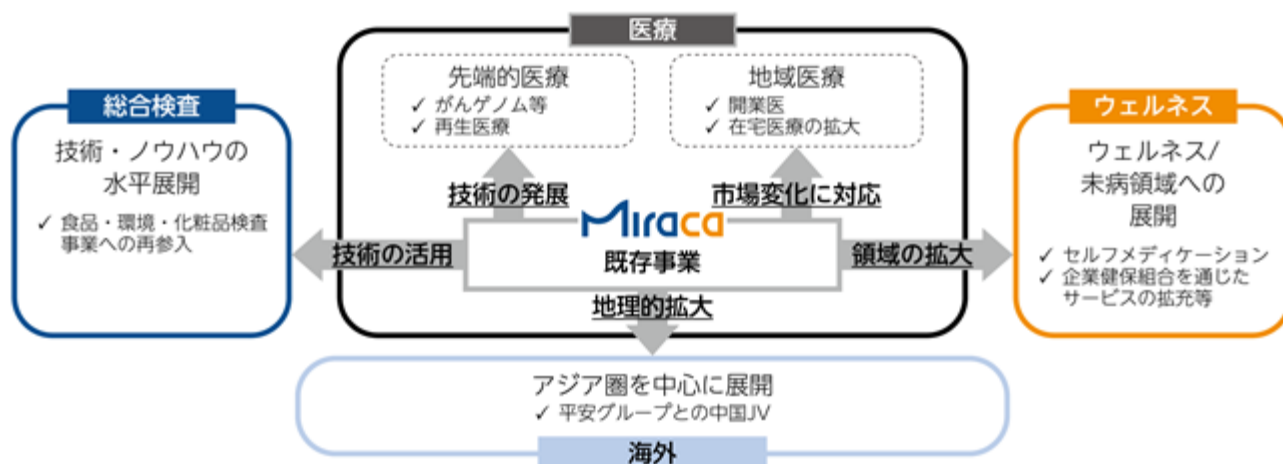 医療
先端的医療
✓ がんゲノム等
✓ 再生医療
地域医療
✓ 開業医
✓ 在宅医療の拡大
総合検査
技術・ノウハウの
水平展開
✓ 食品・環境・化粧品検査
事業への再参入
ウェルネス
ウェルネス/
未病領域への
展開
✓ セルフメディケーション
✓ 企業健保組合を通じた
サービスの拡充等
技術の発展
市場変化に対応
Miraca
既存事業
技術の活用
領域の拡大
地理的拡大
アジア圏を中心に展開
✓ 平安グループとの中国JV
海外